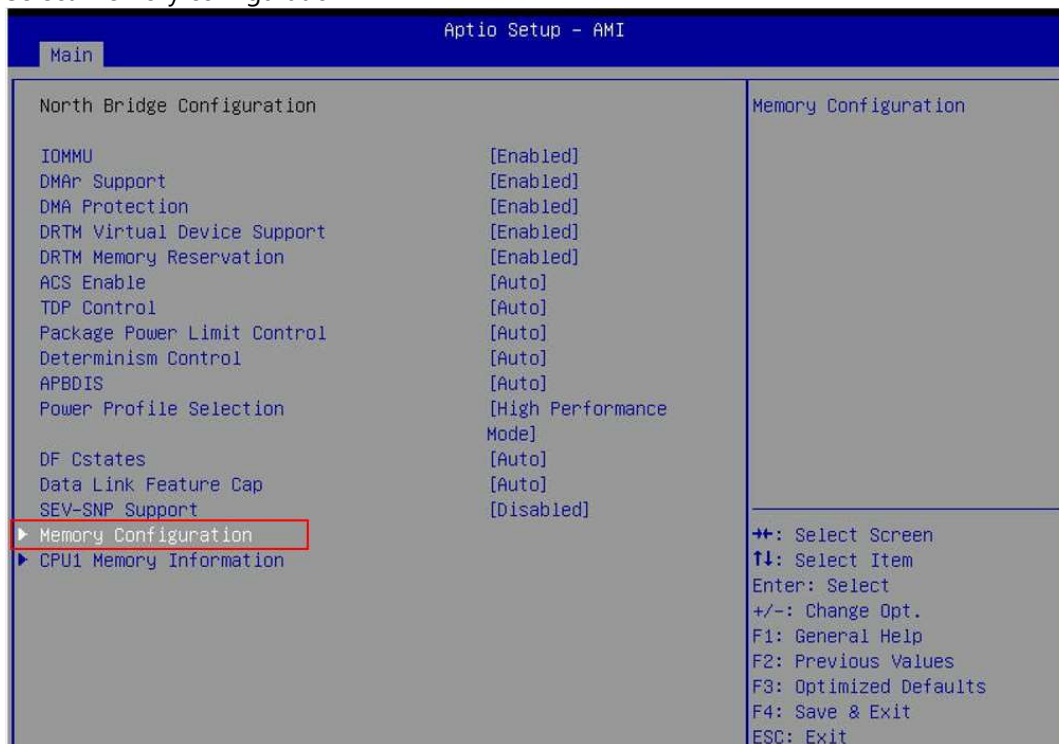 Aptio Setup – AMI
Main
North Bridge Configuration
Memory Configuration
IOMMU [Enabled]
DMAr Support [Enabled]
DMA Protection [Enabled]
DRTM Virtual Device Support [Enabled]
DRTM Memory Reservation [Enabled]
ACS Enable [Auto]
TDP Control [Auto]
Package Power Limit Control [Auto]
Determinism Control [Auto]
APBDIS [Auto]
Power Profile Selection [High Performance
Mode]
DF Cstates [Auto]
Data Link Feature Cap [Auto]
SEV-SNP Support [Disabled]
▶ Memory Configuration
▶ CPU1 Memory Information
→←: Select Screen
↑↓: Select Item
Enter: Select
+/-: Change Opt.
F1: General Help
F2: Previous Values
F3: Optimized Defaults
F4: Save & Exit
ESC: Exit